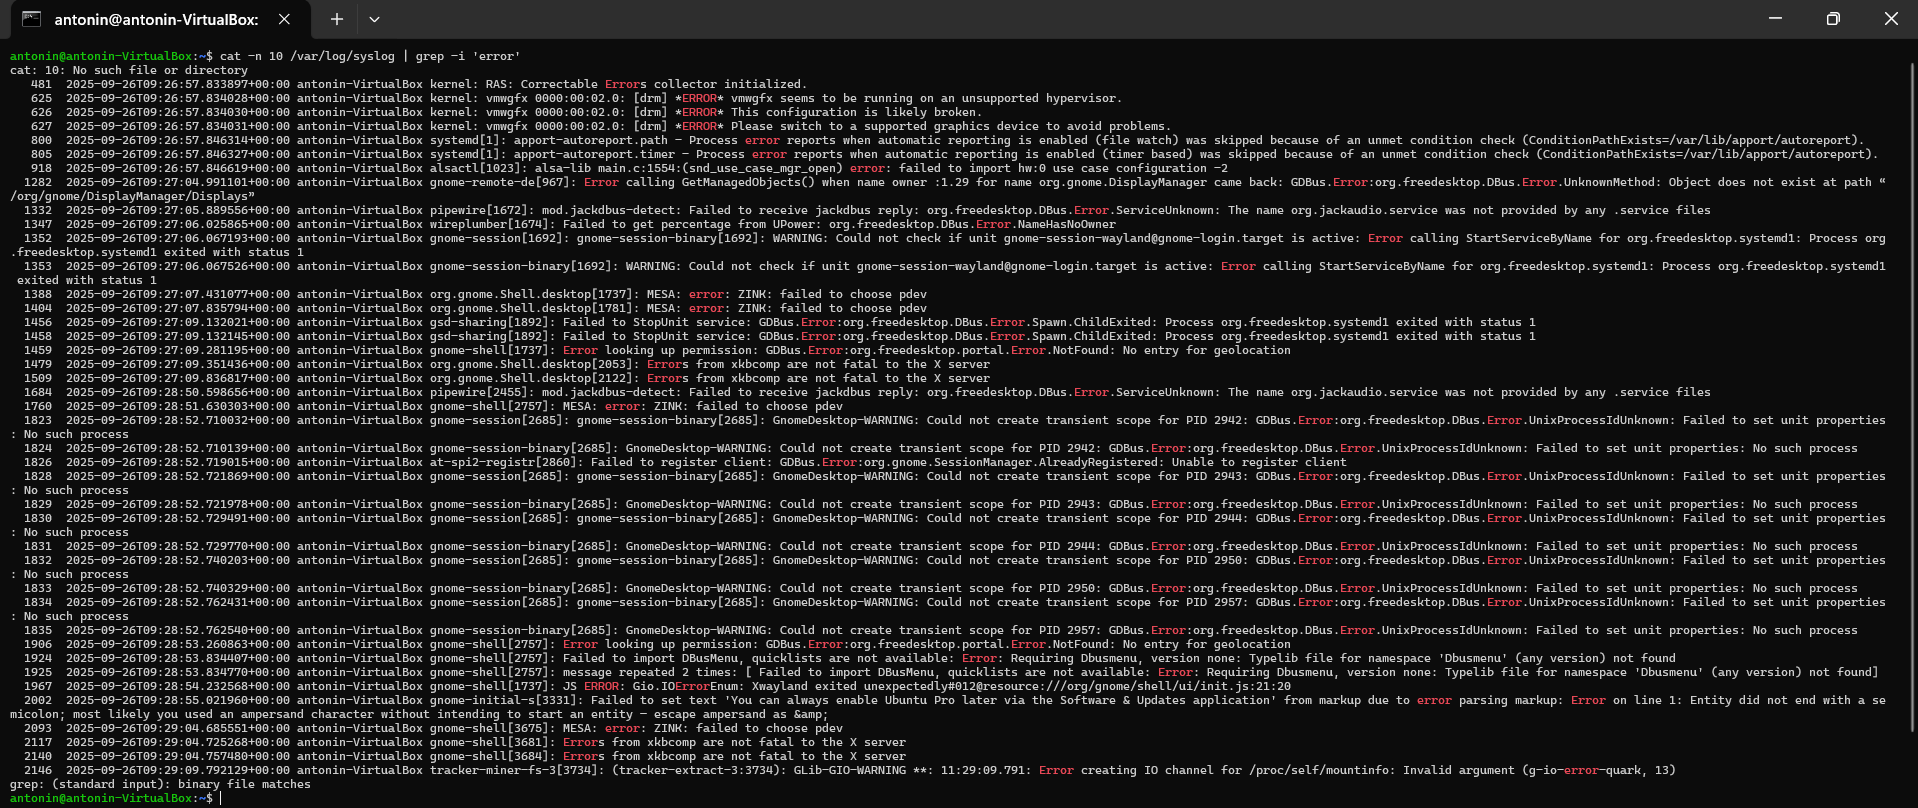 antonin@antonin-VirtualBox:
antonin@antonin-VirtualBox:~$ cat -n 10 /var/log/syslog | grep -i 'error'
cat: 10: No such file or directory
481 2025-09-26T09:26:57.833897+00:00 antonin-VirtualBox kernel: RAS: Correctable Errors collector initialized.
625 2025-09-26T09:26:57.834028+00:00 antonin-VirtualBox kernel: vmwgfx 0000:00:02.0: [drm] *ERROR* vmwgfx seems to be running on an unsupported hypervisor.
626 2025-09-26T09:26:57.834030+00:00 antonin-VirtualBox kernel: vmwgfx 0000:00:02.0: [drm] *ERROR* This configuration is likely broken.
627 2025-09-26T09:26:57.834031+00:00 antonin-VirtualBox kernel: vmwgfx 0000:00:02.0: [drm] *ERROR* Please switch to a supported graphics device to avoid problems.
800 2025-09-26T09:26:57.846314+00:00 antonin-VirtualBox systemd[1]: apport-autoreport.path - Process error reports when automatic reporting is enabled (file watch) was skipped because of an unmet condition check (ConditionPathExists=/var/lib/apport/autoreport).
805 2025-09-26T09:26:57.846327+00:00 antonin-VirtualBox systemd[1]: apport-autoreport.timer - Process error reports when automatic reporting is enabled (timer based) was skipped because of an unmet condition check (ConditionPathExists=/var/lib/apport/autoreport).
918 2025-09-26T09:26:57.846619+00:00 antonin-VirtualBox alsactl[1023]: alsa-lib main.c:1554:(snd_use_case_mgr_open) error: failed to import hw:0 use case configuration -2
1282 2025-09-26T09:27:04.991101+00:00 antonin-VirtualBox gnome-remote-de[967]: Error calling GetManagedObjects() when name owner :1.29 for name org.gnome.DisplayManager came back: GDBus.Error:org.freedesktop.DBus.Error.UnknownMethod: Object does not exist at path “
/org/gnome/DisplayManager/Displays”
1332 2025-09-26T09:27:05.889556+00:00 antonin-VirtualBox pipewire[1672]: mod.jackdbus-detect: Failed to receive jackdbus reply: org.freedesktop.DBus.Error.ServiceUnknown: The name org.jackaudio.service was not provided by any .service files
1347 2025-09-26T09:27:06.025865+00:00 antonin-VirtualBox wireplumber[1674]: Failed to get percentage from UPower: org.freedesktop.DBus.Error.NameHasNoOwner
1352 2025-09-26T09:27:06.067193+00:00 antonin-VirtualBox gnome-session[1692]: gnome-session-binary[1692]: WARNING: Could not check if unit gnome-session-wayland@gnome-login.target is active: Error calling StartServiceByName for org.freedesktop.systemd1: Process org
.freedesktop.systemd1 exited with status 1
1353 2025-09-26T09:27:06.067526+00:00 antonin-VirtualBox gnome-session-binary[1692]: WARNING: Could not check if unit gnome-session-wayland@gnome-login.target is active: Error calling StartServiceByName for org.freedesktop.systemd1: Process org.freedesktop.systemd1
exited with status 1
1388 2025-09-26T09:27:07.431077+00:00 antonin-VirtualBox org.gnome.Shell.desktop[1737]: MESA: error: ZINK: failed to choose pdev
1404 2025-09-26T09:27:07.835794+00:00 antonin-VirtualBox org.gnome.Shell.desktop[1781]: MESA: error: ZINK: failed to choose pdev
1456 2025-09-26T09:27:09.132021+00:00 antonin-VirtualBox gsd-sharing[1892]: Failed to StopUnit service: GDBus.Error:org.freedesktop.DBus.Error.Spawn.ChildExited: Process org.freedesktop.systemd1 exited with status 1
1458 2025-09-26T09:27:09.132145+00:00 antonin-VirtualBox gsd-sharing[1892]: Failed to StopUnit service: GDBus.Error:org.freedesktop.DBus.Error.Spawn.ChildExited: Process org.freedesktop.systemd1 exited with status 1
1459 2025-09-26T09:27:09.281195+00:00 antonin-VirtualBox gnome-shell[1737]: Error looking up permission: GDBus.Error:org.freedesktop.portal.Error.NotFound: No entry for geolocation
1479 2025-09-26T09:27:09.351436+00:00 antonin-VirtualBox org.gnome.Shell.desktop[2053]: Errors from xkbcomp are not fatal to the X server
1509 2025-09-26T09:27:09.836817+00:00 antonin-VirtualBox org.gnome.Shell.desktop[2122]: Errors from xkbcomp are not fatal to the X server
1684 2025-09-26T09:28:50.598656+00:00 antonin-VirtualBox pipewire[2455]: mod.jackdbus-detect: Failed to receive jackdbus reply: org.freedesktop.DBus.Error.ServiceUnknown: The name org.jackaudio.service was not provided by any .service files
1760 2025-09-26T09:28:51.630303+00:00 antonin-VirtualBox gnome-shell[2757]: MESA: error: ZINK: failed to choose pdev
1823 2025-09-26T09:28:52.710032+00:00 antonin-VirtualBox gnome-session[2685]: gnome-session-binary[2685]: GnomeDesktop-WARNING: Could not create transient scope for PID 2942: GDBus.Error:org.freedesktop.DBus.Error.UnixProcessIdUnknown: Failed to set unit properties
: No such process
1824 2025-09-26T09:28:52.710139+00:00 antonin-VirtualBox gnome-session-binary[2685]: GnomeDesktop-WARNING: Could not create transient scope for PID 2942: GDBus.Error:org.freedesktop.DBus.Error.UnixProcessIdUnknown: Failed to set unit properties: No such process
1826 2025-09-26T09:28:52.719015+00:00 antonin-VirtualBox at-spi2-registr[2860]: Failed to register client: GDBus.Error:org.gnome.SessionManager.AlreadyRegistered: Unable to register client
1828 2025-09-26T09:28:52.721869+00:00 antonin-VirtualBox gnome-session[2685]: gnome-session-binary[2685]: GnomeDesktop-WARNING: Could not create transient scope for PID 2943: GDBus.Error:org.freedesktop.DBus.Error.UnixProcessIdUnknown: Failed to set unit properties
: No such process
1829 2025-09-26T09:28:52.721978+00:00 antonin-VirtualBox gnome-session-binary[2685]: GnomeDesktop-WARNING: Could not create transient scope for PID 2943: GDBus.Error:org.freedesktop.DBus.Error.UnixProcessIdUnknown: Failed to set unit properties: No such process
1830 2025-09-26T09:28:52.729491+00:00 antonin-VirtualBox gnome-session[2685]: gnome-session-binary[2685]: GnomeDesktop-WARNING: Could not create transient scope for PID 2944: GDBus.Error:org.freedesktop.DBus.Error.UnixProcessIdUnknown: Failed to set unit properties
: No such process
1831 2025-09-26T09:28:52.729770+00:00 antonin-VirtualBox gnome-session-binary[2685]: GnomeDesktop-WARNING: Could not create transient scope for PID 2944: GDBus.Error:org.freedesktop.DBus.Error.UnixProcessIdUnknown: Failed to set unit properties: No such process
1832 2025-09-26T09:28:52.740203+00:00 antonin-VirtualBox gnome-session[2685]: gnome-session-binary[2685]: GnomeDesktop-WARNING: Could not create transient scope for PID 2950: GDBus.Error:org.freedesktop.DBus.Error.UnixProcessIdUnknown: Failed to set unit properties
: No such process
1833 2025-09-26T09:28:52.740329+00:00 antonin-VirtualBox gnome-session-binary[2685]: GnomeDesktop-WARNING: Could not create transient scope for PID 2950: GDBus.Error:org.freedesktop.DBus.Error.UnixProcessIdUnknown: Failed to set unit properties: No such process
1834 2025-09-26T09:28:52.762431+00:00 antonin-VirtualBox gnome-session[2685]: gnome-session-binary[2685]: GnomeDesktop-WARNING: Could not create transient scope for PID 2957: GDBus.Error:org.freedesktop.DBus.Error.UnixProcessIdUnknown: Failed to set unit properties
: No such process
1835 2025-09-26T09:28:52.762540+00:00 antonin-VirtualBox gnome-session-binary[2685]: GnomeDesktop-WARNING: Could not create transient scope for PID 2957: GDBus.Error:org.freedesktop.DBus.Error.UnixProcessIdUnknown: Failed to set unit properties: No such process
1906 2025-09-26T09:28:53.260863+00:00 antonin-VirtualBox gnome-shell[2757]: Error looking up permission: GDBus.Error:org.freedesktop.portal.Error.NotFound: No entry for geolocation
1924 2025-09-26T09:28:53.834407+00:00 antonin-VirtualBox gnome-shell[2757]: Failed to import DBusMenu, quicklists are not available: Error: Requiring Dbusmenu, version none: Typelib file for namespace 'Dbusmenu' (any version) not found
1925 2025-09-26T09:28:53.834770+00:00 antonin-VirtualBox gnome-shell[2757]: message repeated 2 times: [ Failed to import DBusMenu, quicklists are not available: Error: Requiring Dbusmenu, version none: Typelib file for namespace 'Dbusmenu' (any version) not found]
1967 2025-09-26T09:28:54.232568+00:00 antonin-VirtualBox gnome-shell[1737]: JS ERROR: Gio.IOErrorEnum: Xwayland exited unexpectedly#012@resource:///org/gnome/shell/ui/init.js:21:20
2002 2025-09-26T09:28:55.021960+00:00 antonin-VirtualBox gnome-initial-s[3331]: Failed to set text 'You can always enable Ubuntu Pro later via the Software & Updates application' from markup due to error parsing markup: Error on line 1: Entity did not end with a se
micolon; most likely you used an ampersand character without intending to start an entity - escape ampersand as &amp;
2093 2025-09-26T09:29:04.685551+00:00 antonin-VirtualBox gnome-shell[3675]: MESA: error: ZINK: failed to choose pdev
2117 2025-09-26T09:29:04.725268+00:00 antonin-VirtualBox gnome-shell[3681]: Errors from xkbcomp are not fatal to the X server
2140 2025-09-26T09:29:04.757480+00:00 antonin-VirtualBox gnome-shell[3684]: Errors from xkbcomp are not fatal to the X server
2146 2025-09-26T09:29:09.792129+00:00 antonin-VirtualBox tracker-miner-fs-3[3734]: (tracker-extract-3:3734): GLib-GIO-WARNING **: 11:29:09.791: Error creating IO channel for /proc/self/mountinfo: Invalid argument (g-io-error-quark, 13)
grep: (standard input): binary file matches
antonin@antonin-VirtualBox:~$